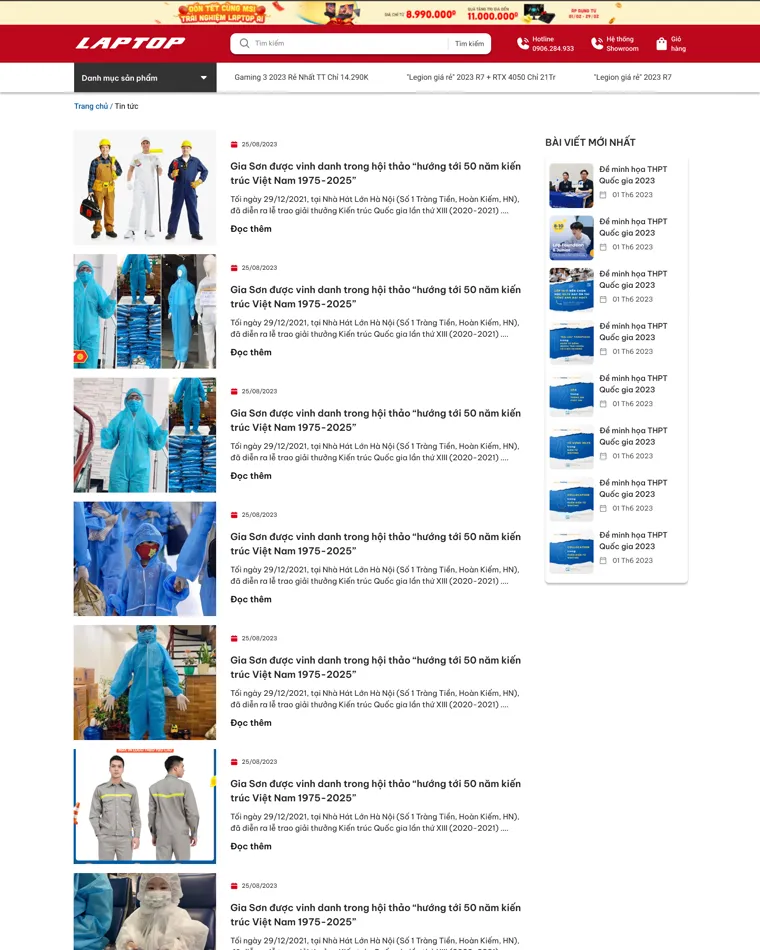 ĐÓN TẾT CÙNG MSI
TRẢI NGHIỆM LAPTOP AI
GIÁ CHỈ TỪ 8.990.000Đ
QUÀ TẶNG TRỊ GIÁ ĐẾN
11.000.000Đ
ÁP DỤNG TỪ
01/02 - 29/02
LAPTOP
Tìm kiếm
Tìm kiếm
Hotline
0906.284.933
Hệ thống
Showroom
Giỏ
hàng
Danh mục sản phẩm
Gaming 3 2023 Rẻ Nhất TT Chỉ 14.290K
"Legion giá rẻ" 2023 R7 + RTX 4050 Chỉ 21Tr
"Legion giá rẻ" 2023 R7
Trang chủ / Tin tức
25/08/2023
Gia Sơn được vinh danh trong hội thảo “hướng tới 50 năm kiến
trúc Việt Nam 1975-2025”
Tối ngày 29/12/2021, tại Nhà Hát Lớn Hà Nội (Số 1 Tràng Tiền, Hoàn Kiếm, HN),
đã diễn ra lễ trao giải thưởng Kiến trúc Quốc gia lần thứ XIII (2020-2021) ....
Đọc thêm
25/08/2023
Gia Sơn được vinh danh trong hội thảo “hướng tới 50 năm kiến
trúc Việt Nam 1975-2025”
Tối ngày 29/12/2021, tại Nhà Hát Lớn Hà Nội (Số 1 Tràng Tiền, Hoàn Kiếm, HN),
đã diễn ra lễ trao giải thưởng Kiến trúc Quốc gia lần thứ XIII (2020-2021) ....
Đọc thêm
25/08/2023
Gia Sơn được vinh danh trong hội thảo “hướng tới 50 năm kiến
trúc Việt Nam 1975-2025”
Tối ngày 29/12/2021, tại Nhà Hát Lớn Hà Nội (Số 1 Tràng Tiền, Hoàn Kiếm, HN),
đã diễn ra lễ trao giải thưởng Kiến trúc Quốc gia lần thứ XIII (2020-2021) ....
Đọc thêm
25/08/2023
Gia Sơn được vinh danh trong hội thảo “hướng tới 50 năm kiến
trúc Việt Nam 1975-2025”
Tối ngày 29/12/2021, tại Nhà Hát Lớn Hà Nội (Số 1 Tràng Tiền, Hoàn Kiếm, HN),
đã diễn ra lễ trao giải thưởng Kiến trúc Quốc gia lần thứ XIII (2020-2021) ....
Đọc thêm
25/08/2023
Gia Sơn được vinh danh trong hội thảo “hướng tới 50 năm kiến
trúc Việt Nam 1975-2025”
Tối ngày 29/12/2021, tại Nhà Hát Lớn Hà Nội (Số 1 Tràng Tiền, Hoàn Kiếm, HN),
đã diễn ra lễ trao giải thưởng Kiến trúc Quốc gia lần thứ XIII (2020-2021) ....
Đọc thêm
25/08/2023
Gia Sơn được vinh danh trong hội thảo “hướng tới 50 năm kiến
trúc Việt Nam 1975-2025”
Tối ngày 29/12/2021, tại Nhà Hát Lớn Hà Nội (Số 1 Tràng Tiền, Hoàn Kiếm, HN),
đã diễn ra lễ trao giải thưởng Kiến trúc Quốc gia lần thứ XIII (2020-2021) ....
Đọc thêm
25/08/2023
Gia Sơn được vinh danh trong hội thảo “hướng tới 50 năm kiến
trúc Việt Nam 1975-2025”
Tối ngày 29/12/2021, tại Nhà Hát Lớn Hà Nội (Số 1 Tràng Tiền, Hoàn Kiếm, HN),
BÀI VIẾT MỚI NHẤT
Đề minh họa THPT
Quốc gia 2023
01 Th6 2023
Đề minh họa THPT
Quốc gia 2023
01 Th6 2023
Đề minh họa THPT
Quốc gia 2023
01 Th6 2023
Đề minh họa THPT
Quốc gia 2023
01 Th6 2023
Đề minh họa THPT
Quốc gia 2023
01 Th6 2023
Đề minh họa THPT
Quốc gia 2023
01 Th6 2023
Đề minh họa THPT
Quốc gia 2023
01 Th6 2023
Đề minh họa THPT
Quốc gia 2023
01 Th6 2023